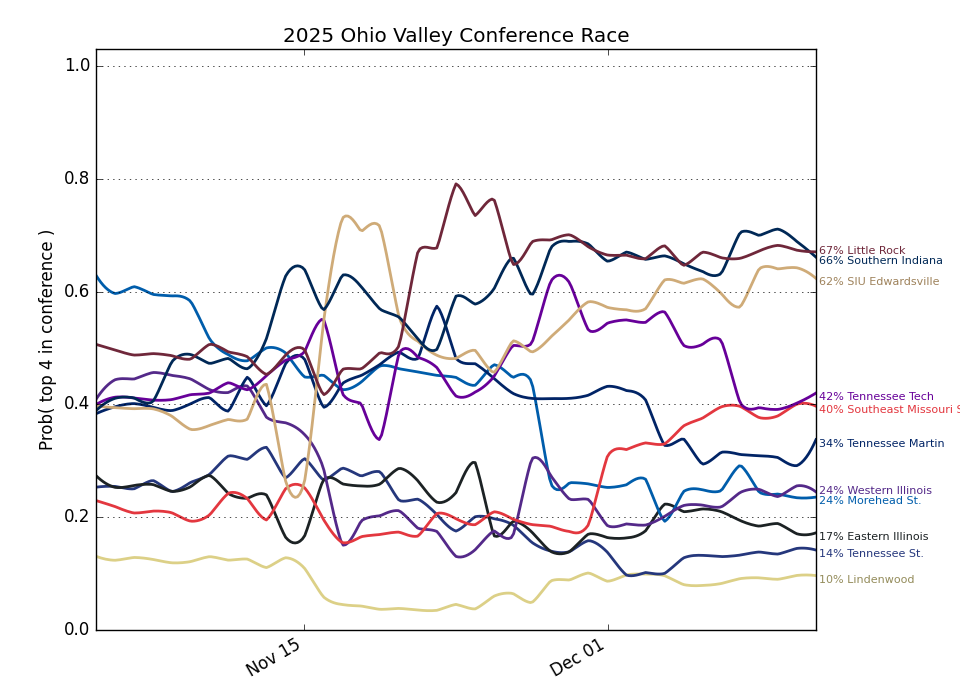 2025 Ohio Valley Conference Race
Prob( top 4 in conference )
1.0
0.8
0.6
0.4
0.2
0.0
Nov 15
Dec 01
67% Little Rock
66% Southern Indiana
62% SIU Edwardsville
42% Tennessee Tech
40% Southeast Missouri S
34% Tennessee Martin
24% Western Illinois
24% Morehead St.
17% Eastern Illinois
14% Tennessee St.
10% Lindenwood